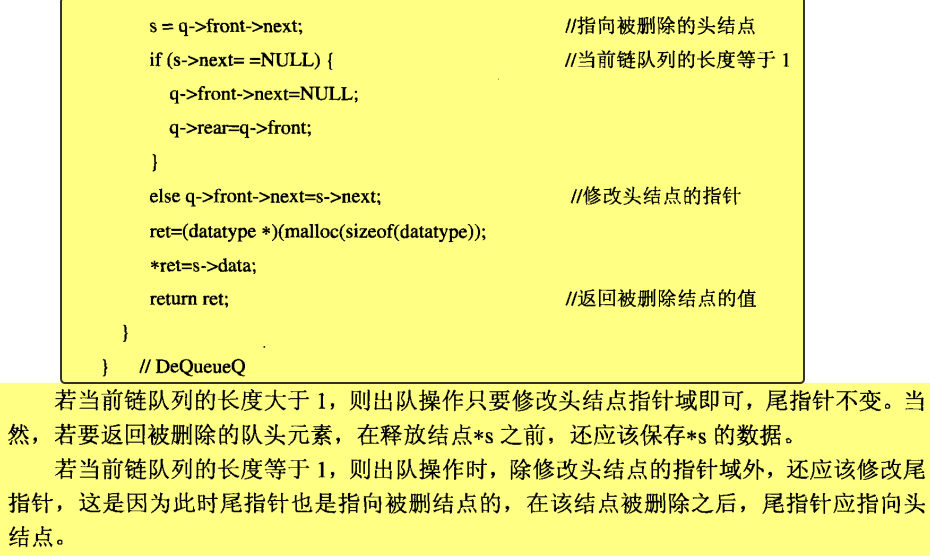 s = q->front->next; //指向被删除的头结点
if (s->next= =NULL) { //当前链队列的长度等于 1
q->front->next=NULL;
q->rear=q->front;
}
else q->front->next=s->next; //修改头结点的指针
ret=(datatype *)(malloc(sizeof(datatype));
*ret=s->data;
return ret; //返回被删除结点的值
}
} // DeQueueQ
若当前链队列的长度大于 1，则出队操作只要修改头结点指针域即可，尾指针不变。当
然，若要返回被删除的队头元素，在释放结点*s 之前，还应该保存*s 的数据。
若当前链队列的长度等于 1，则出队操作时，除修改头结点的指针域外，还应该修改尾
指针，这是因为此时尾指针也是指向被删结点的，在该结点被删除之后，尾指针应指向头
结点。